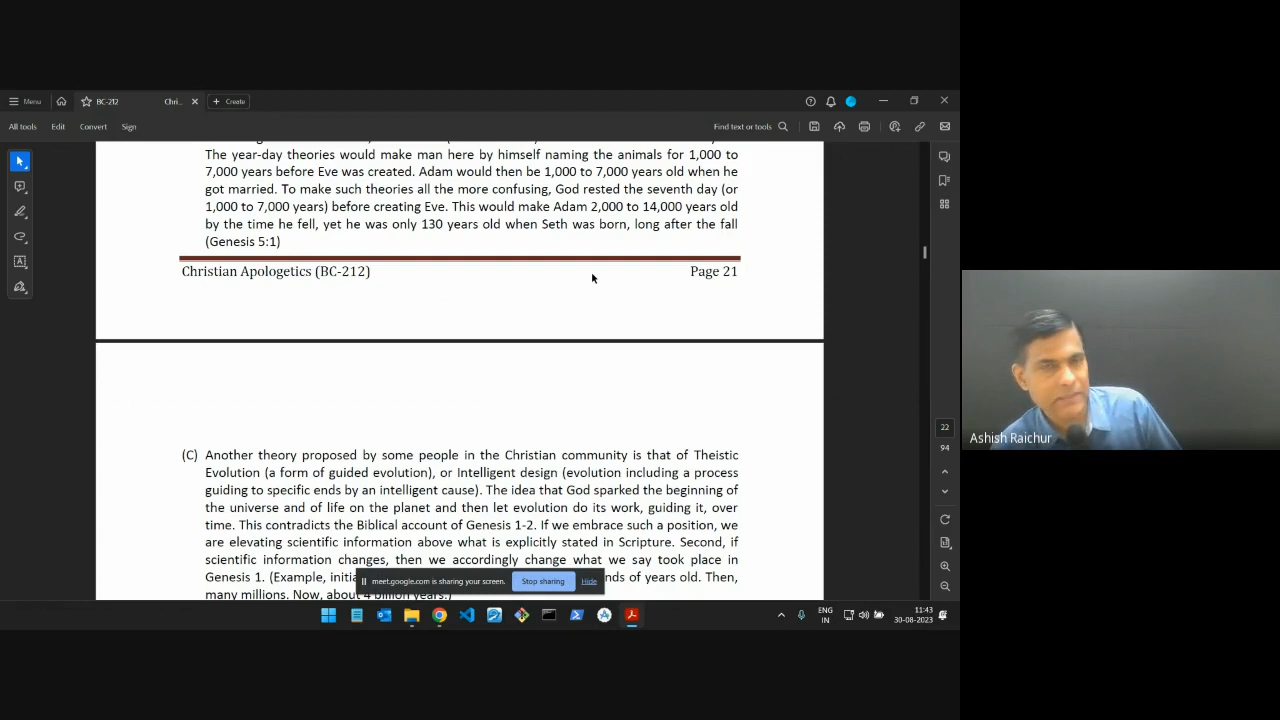 Menu
BC-212
Chri...
Create
All tools
Edit
Convert
Sign
Find text or tools
The year-day theories would make man here by himself naming the animals for 1,000 to
7,000 years before Eve was created. Adam would then be 1,000 to 7,000 years old when he
got married. To make such theories all the more confusing, God rested the seventh day (or
1,000 to 7,000 years) before creating Eve. This would make Adam 2,000 to 14,000 years old
by the time he fell, yet he was only 130 years old when Seth was born, long after the fall
(Genesis 5:1)
Christian Apologetics (BC-212)
Page 21
(C) Another theory proposed by some people in the Christian community is that of Theistic
Evolution (a form of guided evolution), or Intelligent design (evolution including a process
guiding to specific ends by an intelligent cause). The idea that God sparked the beginning of
the universe and of life on the planet and then let evolution do its work, guiding it, over
time. This contradicts the Biblical account of Genesis 1-2. If we embrace such a position, we
are elevating scientific information above what is explicitly stated in Scripture. Second, if
scientific information changes, then we accordingly change what we say took place in
Genesis 1. (Example, initia
nds of years old. Then,
many millions. Now, about 4 billion years.)
meet.google.com is sharing your screen.
Stop sharing
Hide
22
94
Ashish Raichur
ENG
IN
11:43
30-08-2023